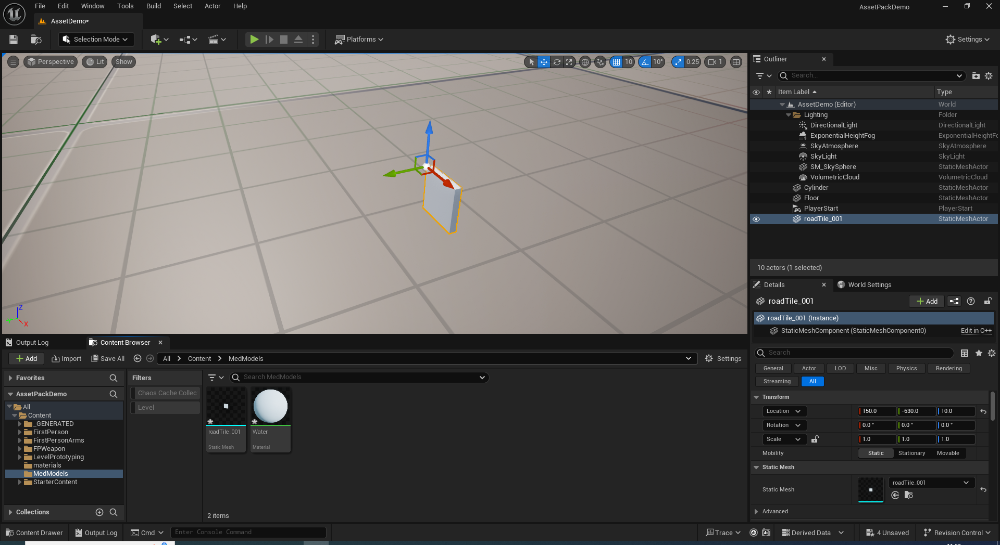 File Edit Window Tools Build Select Actor Help
AssetPackDemo
AssetDemo*
Selection Mode
Platforms
Settings
Perspective Lit Show
10 10° 0.25 1
Z
X
Outliner
Search...
Item Label Type
AssetDemo (Editor) World
Lighting Folder
DirectionalLight DirectionalLight
ExponentialHeightFog ExponentialHeightFo
SkyAtmosphere SkyAtmosphere
SkyLight SkyLight
SM_SkySphere StaticMeshActor
VolumetricCloud VolumetricCloud
Cylinder StaticMeshActor
Floor StaticMeshActor
PlayerStart PlayerStart
roadTile_001 StaticMeshActor
10 actors (1 selected)
Details World Settings
roadTile_001 Add
roadTile_001 (Instance)
StaticMeshComponent (StaticMeshComponent0) Edit in C++
Search
General Actor LOD Misc Physics Rendering
Streaming All
Transform
Location 150.0 -630.0 10.0
Rotation 0.0 ° 0.0 ° 0.0 °
Scale 1.0 1.0 1.0
Mobility Static Stationary Movable
Static Mesh
Static Mesh roadTile_001
Advanced
Output Log Content Browser
Add Import Save All All Content MedModels Settings
Favorites
AssetPackDemo
All
Content
_GENERATED
FirstPerson
FirstPersonArms
FPWeapon
LevelPrototyping
materials
MedModels
StarterContent
Collections
Filters
Chaos Cache Collec
Level
Search MedModels
roadTile_001 Water
Static Mesh Material
2 items
Content Drawer Output Log Cmd Enter Console Command
Trace Derived Data 4 Unsaved Revision Control